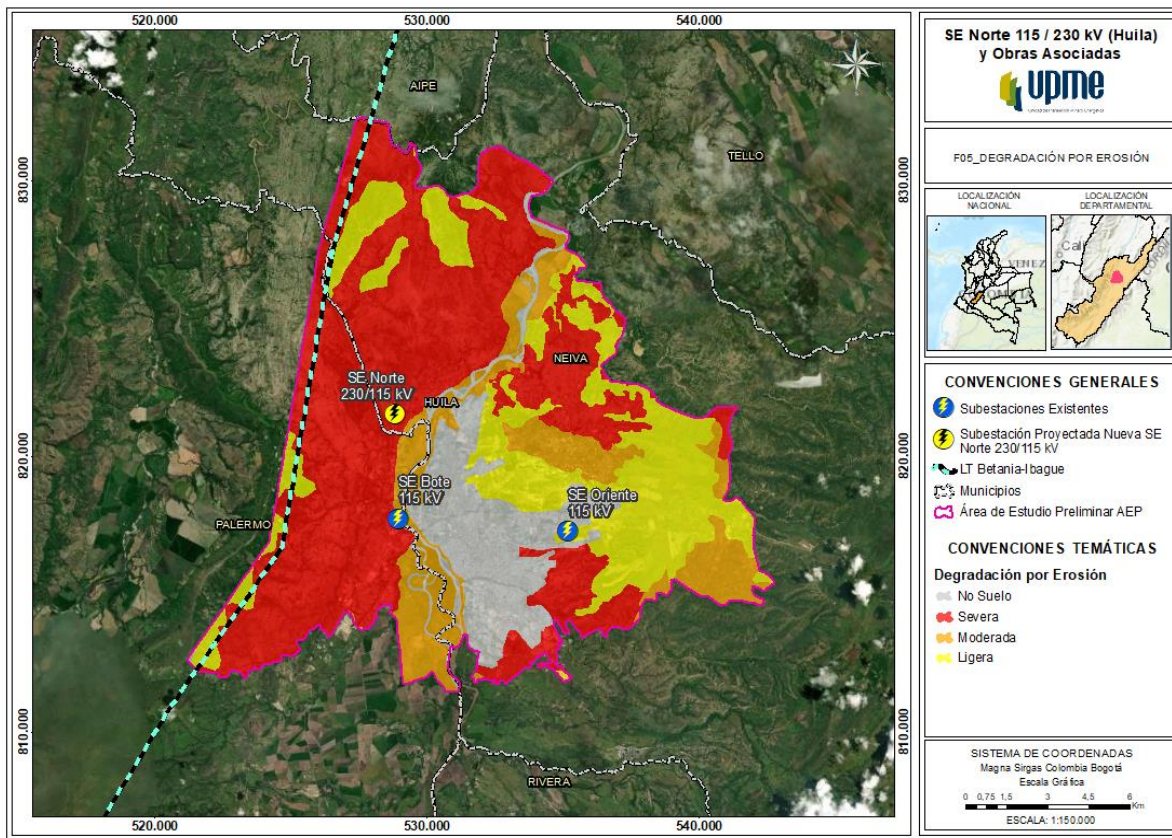 520.000
530.000
540.000
830.000
820.000
810.000
AIPE
TELLO
NEIVA
SE Norte
230/115 kV
HUILA
SE Bote
115 kV
SE Oriente
115 kV
PALERMO
RIVERA
830.000
820.000
810.000
520.000
530.000
540.000
SE Norte 115 / 230 kV (Huila)
y Obras Asociadas
upme
F05_DEGRADACIÓN POR EROSIÓN
LOCALIZACIÓN
NACIONAL
LOCALIZACIÓN
DEPARTAMENTAL
VENEZ
Cali
CONVENCIONES GENERALES
Subestaciones Existentes
Subestación Proyectada Nueva SE
Norte 230/115 kV
LT Betania-Ibague
Municipios
Área de Estudio Preliminar AEP
CONVENCIONES TEMÁTICAS
Degradación por Erosión
No Suelo
Severa
Moderada
Ligera
SISTEMA DE COORDENADAS
Magna Sirgas Colombia Bogotá
Escala Gráfica
0 0,75 1,5 3 4,5 6
Km
ESCALA: 1:150.000